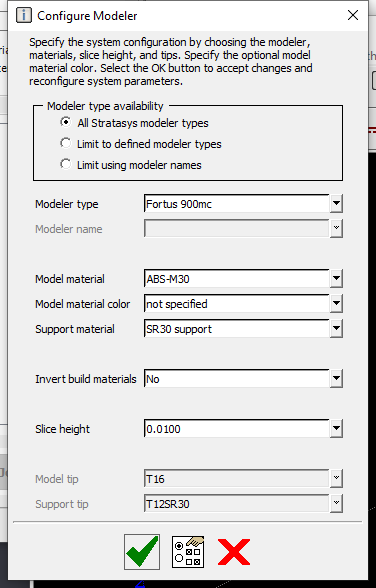 Configure Modeler
Specify the system configuration by choosing the modeler,
materials, slice height, and tips. Specify the optional model
material color. Select the OK button to accept changes and
reconfigure system parameters.
Modeler type availability
All Stratasys modeler types
Limit to defined modeler types
Limit using modeler names
Modeler type Fortus 900mc
Modeler name
Model material ABS-M30
Model material color not specified
Support material SR30 support
Invert build materials No
Slice height 0.0100
Model tip T16
Support tip T12SR30